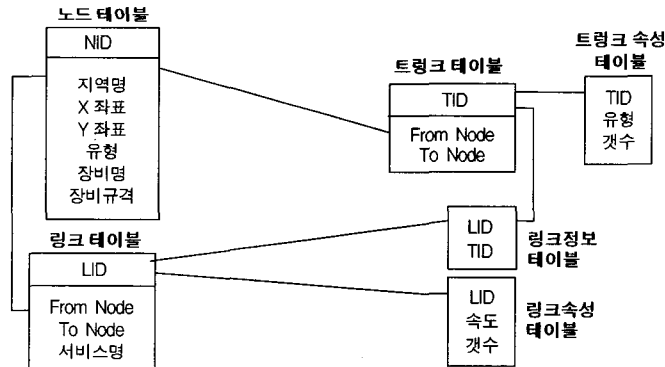 노드 테이블
NID
지역명
X 좌표
Y 좌표
유형
장비명
장비규격
트렁크 테이블
TID
From Node
To Node
트렁크 속성
테이블
TID
유형
갯수
링크 테이블
LID
From Node
To Node
서비스명
LID
TID
링크정보
테이블
LID
속도
갯수
링크속성
테이블